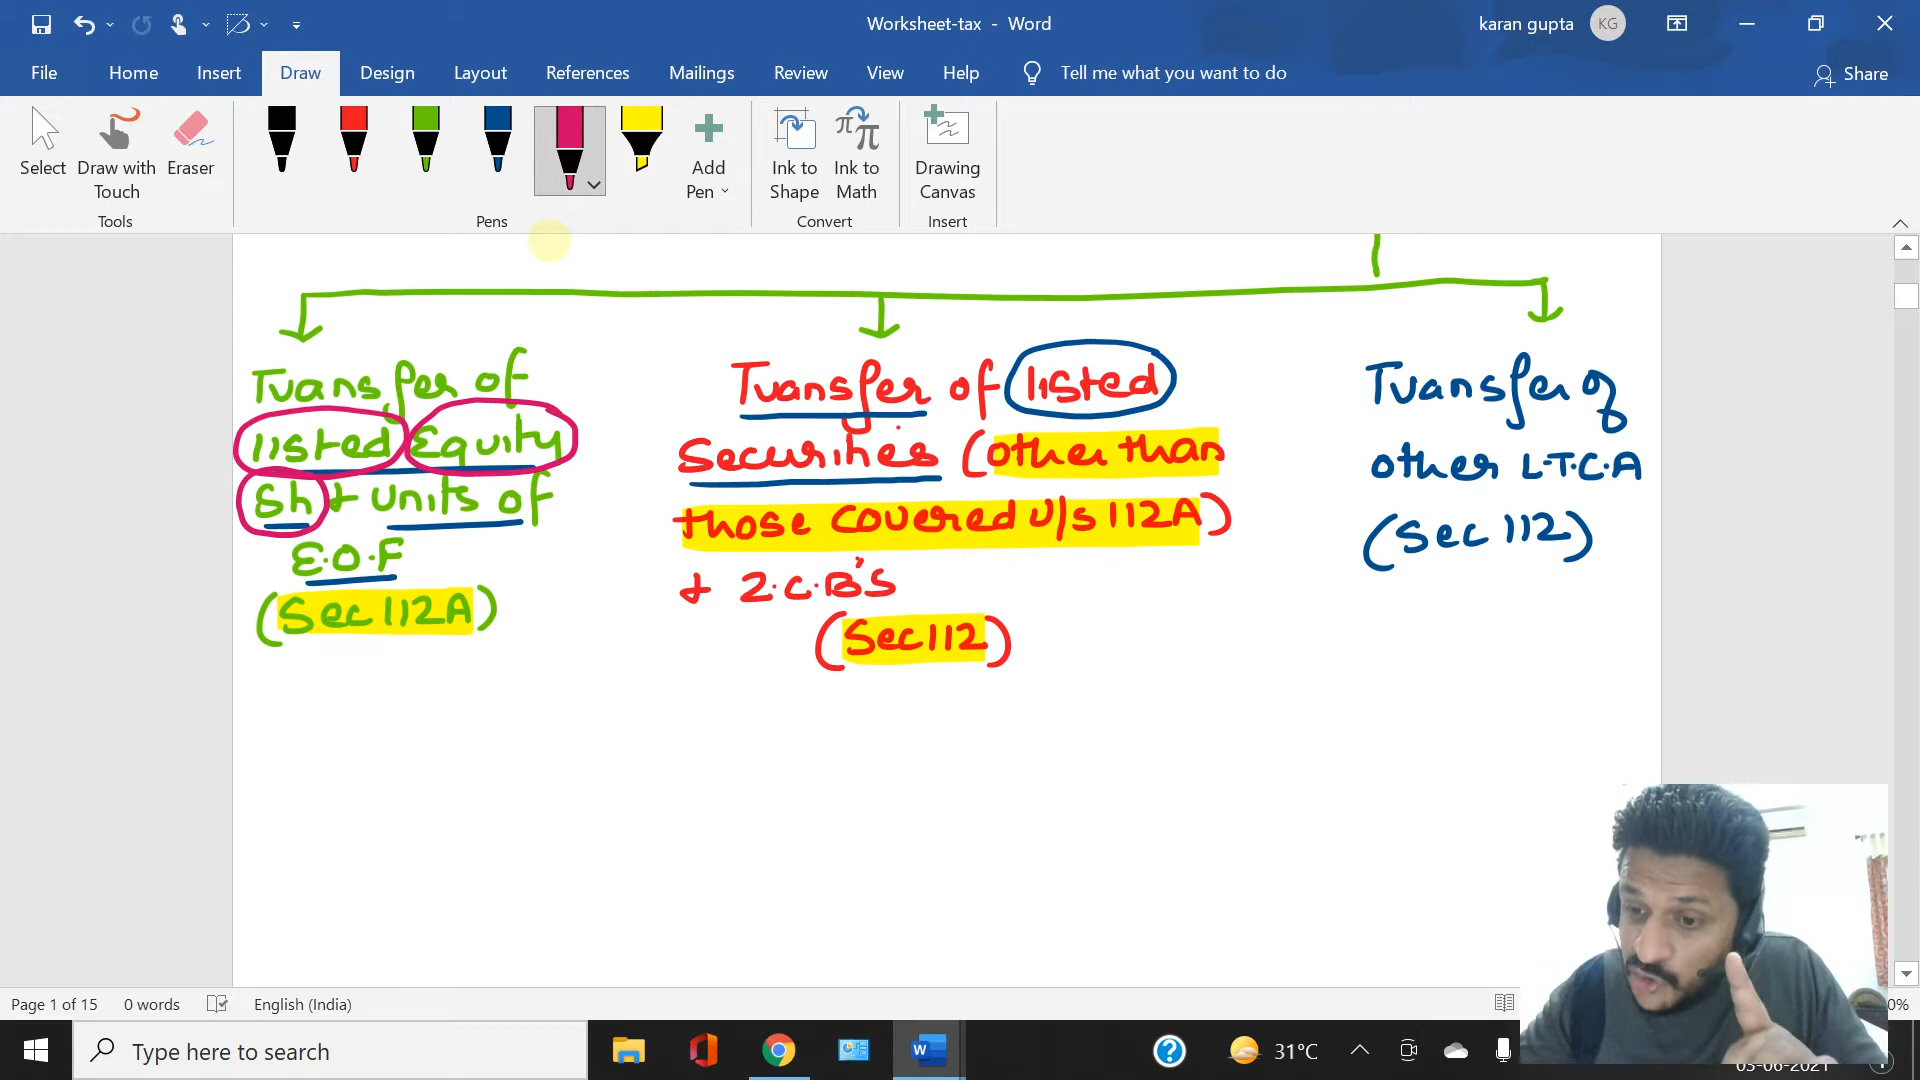 Worksheet-tax - Word
karan gupta
KG
File
Home
Insert
Draw
Design
Layout
References
Mailings
Review
View
Help
Tell me what you want to do
Share
Select
Draw with
Touch
Eraser
Tools
Pens
Add
Pen
Ink to
Shape
Ink to
Math
Convert
Drawing
Canvas
Insert
Transfer of
listed Equity
Sh + units of
E.O.F
(Sec 112A)
Transfer of listed
Securities (other than
those covered u/s 112A)
+ Z.C.B's
(Sec 112)
Transfer of
other L.T.C.A
(Sec 112)
Page 1 of 15
0 words
English (India)
0%
Type here to search
31°C
03-06-2021